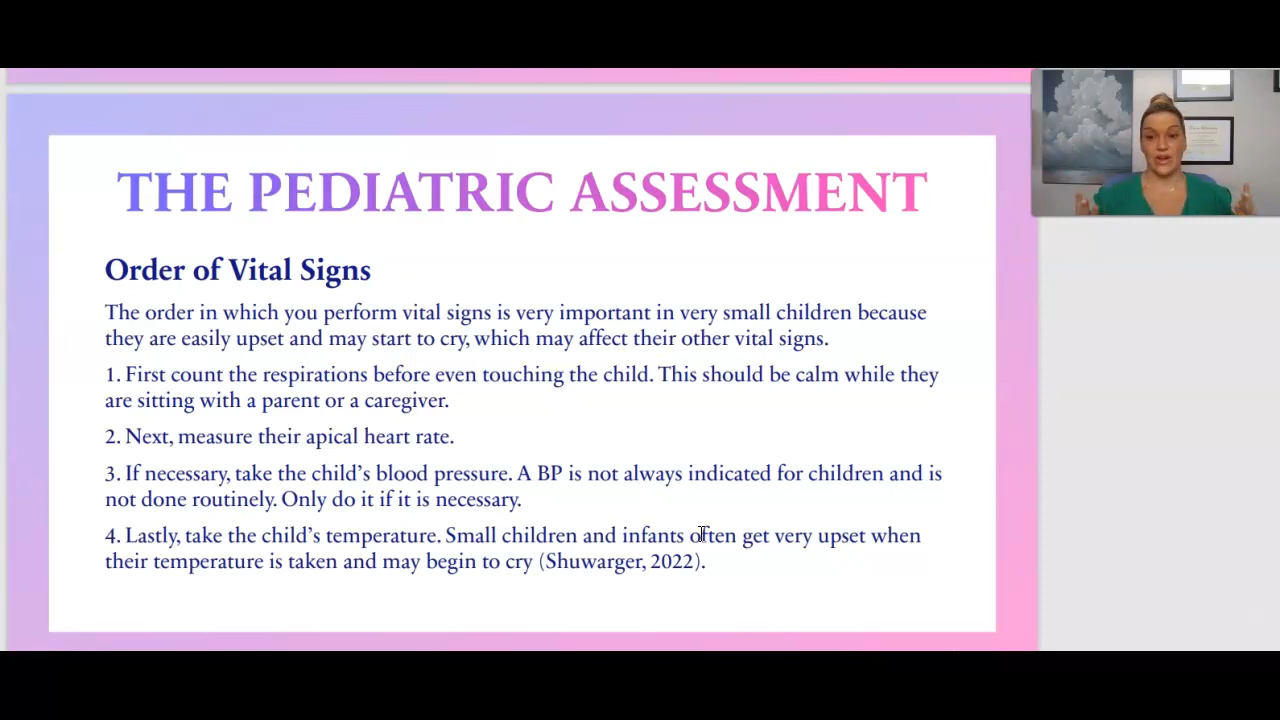 THE PEDIATRIC ASSESSMENT
Order of Vital Signs
The order in which you perform vital signs is very important in very small children because
they are easily upset and may start to cry, which may affect their other vital signs.
1. First count the respirations before even touching the child. This should be calm while they
are sitting with a parent or a caregiver.
2. Next, measure their apical heart rate.
3. If necessary, take the child’s blood pressure. A BP is not always indicated for children and is
not done routinely. Only do it if it is necessary.
4. Lastly, take the child’s temperature. Small children and infants often get very upset when
their temperature is taken and may begin to cry (Shuwarger, 2022).